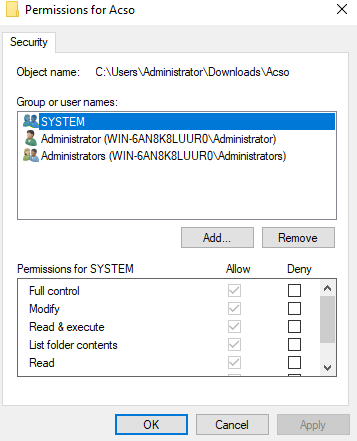 Permissions for Acso
Security
Object name: C:\Users\Administrator\Downloads\Acso
Group or user names:
SYSTEM
Administrator (WIN-6AN8K8LUUR0\Administrator)
Administrators (WIN-6AN8K8LUUR0\Administrators)
Add... Remove
Permissions for SYSTEM Allow Deny
Full control
Modify
Read & execute
List folder contents
Read
OK Cancel Apply